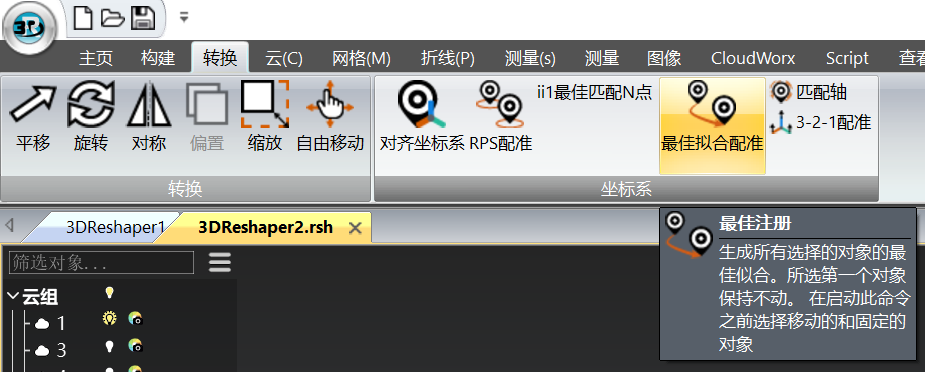 3DR
主页 构建 转换 云(C) 网格(M) 折线(P) 测量(s) 测量 图像 CloudWorx Script 查看
平移 旋转 对称 偏置 缩放 自由移动
对齐坐标系 RPS配准 ii1最佳匹配N点 最佳拟合配准 匹配轴
3-2-1配准
转换 坐标系
3DReshaper1 3DReshaper2.rsh
最佳注册
生成所有选择的对象的最
佳似合。所选第一个对象
保持不动。 在启动此命令
之前选择移动的和固定的
对象
筛选对象...
云组
1
3